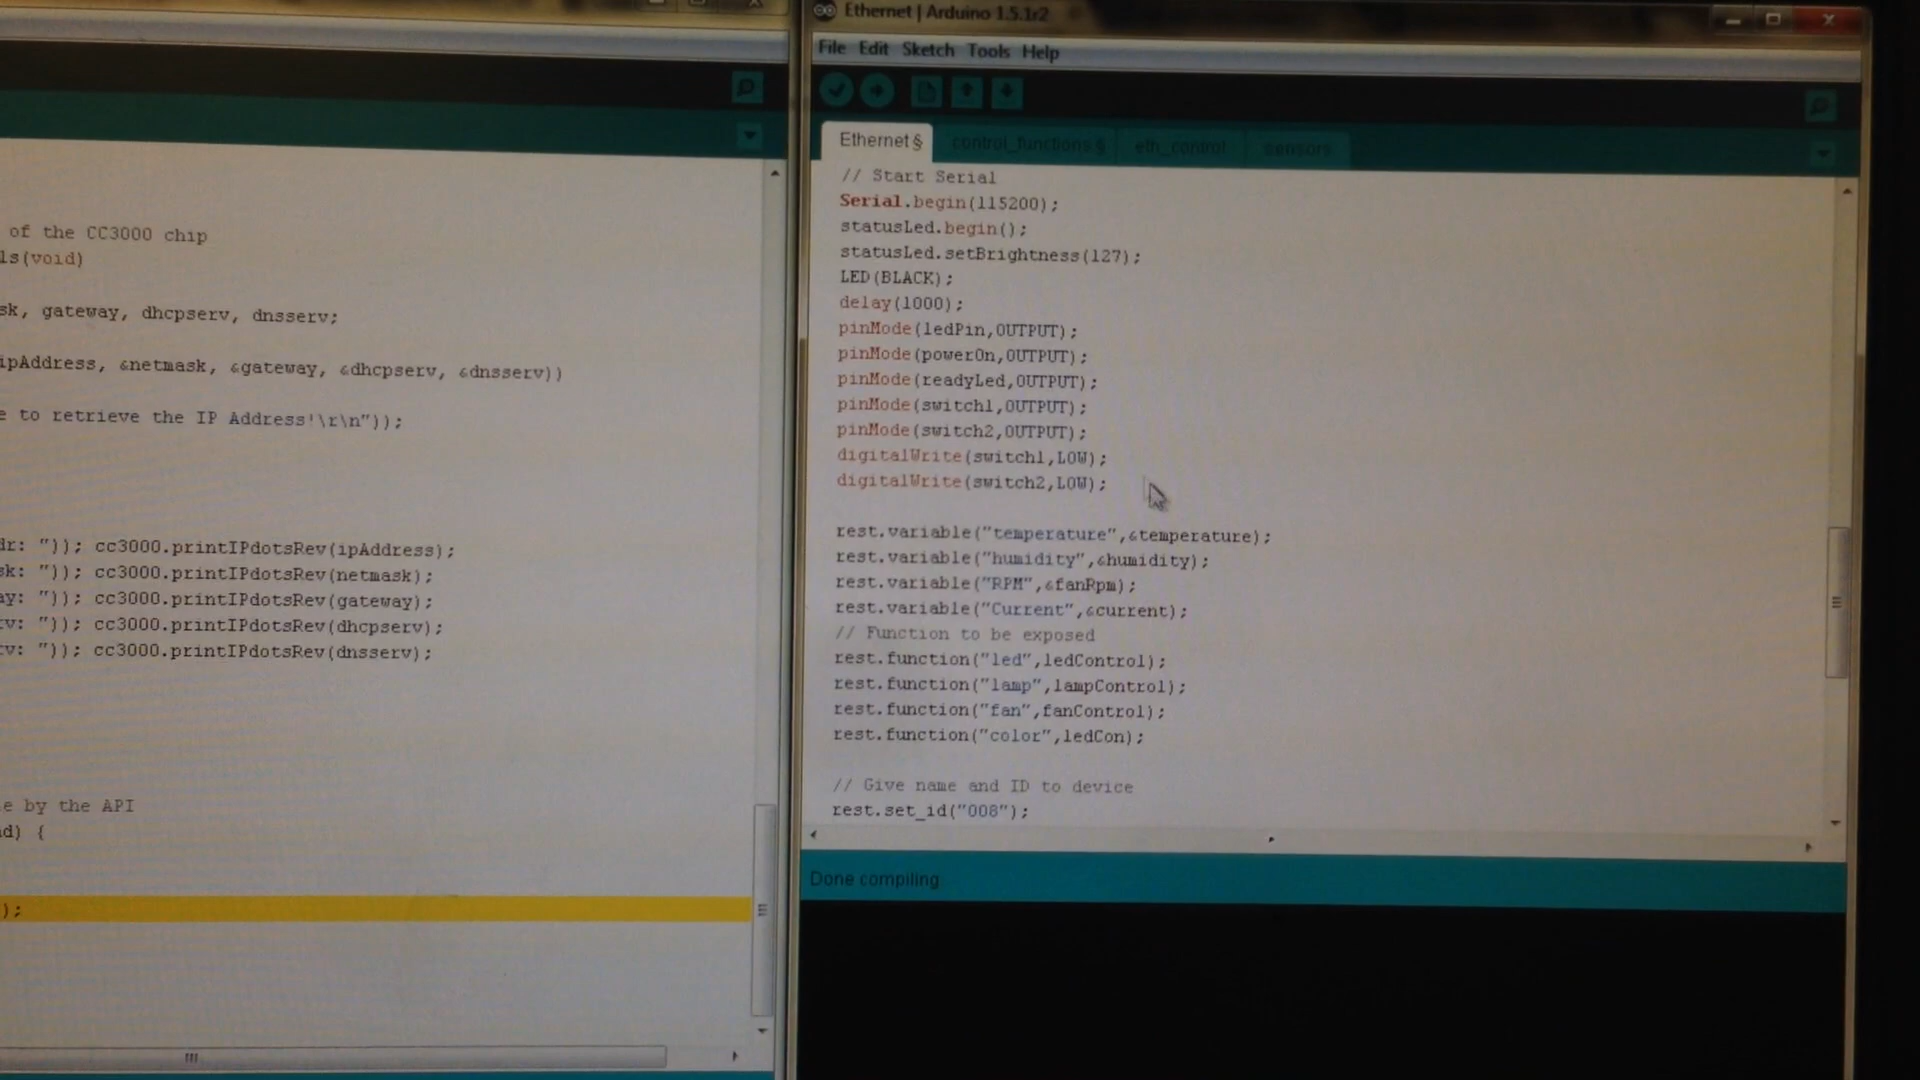 of the CC3000 chip
ls(void)
sk, gateway, dhcpserv, dnsserv;
ipAddress, &netmask, &gateway, &dhcpserv, &dnsserv))
e to retrieve the IP Address!\r\n"));
dr: ")); cc3000.printIPdotsRev(ipAddress);
sk: ")); cc3000.printIPdotsRev(netmask);
ay: ")); cc3000.printIPdotsRev(gateway);
rv: ")); cc3000.printIPdotsRev(dhcpserv);
rv: ")); cc3000.printIPdotsRev(dnsserv);
e by the API
nd) {
);
Ethernet | Arduino 1.5.1r2
File Edit Sketch Tools Help
Ethernet § control_functions § eth_control sensors
// Start Serial
Serial.begin(115200);
statusLed.begin();
statusLed.setBrightness(127);
LED(BLACK);
delay(1000);
pinMode(ledPin,OUTPUT);
pinMode(powerOn,OUTPUT);
pinMode(readyLed,OUTPUT);
pinMode(switch1,OUTPUT);
pinMode(switch2,OUTPUT);
digitalWrite(switch1,LOW);
digitalWrite(switch2,LOW);
rest.variable("temperature",&temperature);
rest.variable("humidity",&humidity);
rest.variable("RPM",&fanRpm);
rest.variable("Current",&current);
// Function to be exposed
rest.function("led",ledControl);
rest.function("lamp",lampControl);
rest.function("fan",fanControl);
rest.function("color",ledCon);
// Give name and ID to device
rest.set_id("008");
Done compiling